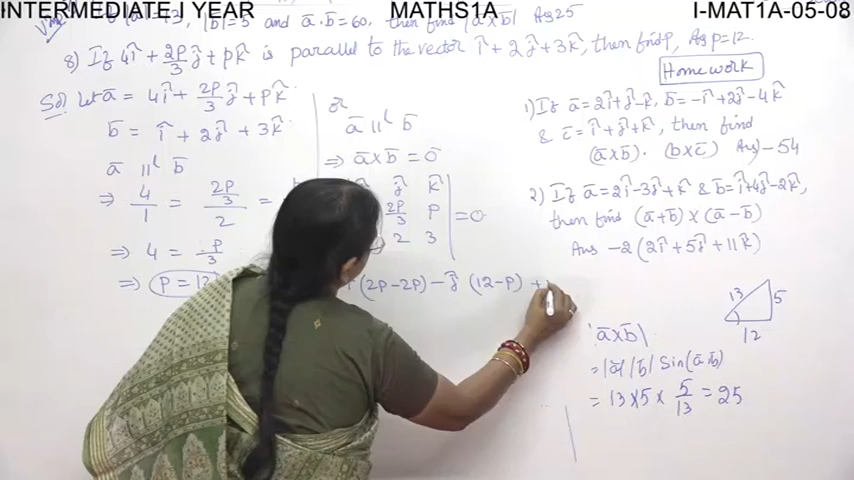 INTERMEDIATE I YEAR MATHS1A I-MAT1A-05-08
|b̄|=5 and ā·b̄=60, then find |ā×b̄| Ans 25
8) If 4î + 2p/3 ĵ + pk̂ is parallel to the vector î + 2ĵ + 3k̂, then find p, Ans p=12.
Sol) Let ā = 4î + 2p/3 ĵ + pk̂
b̄ = î + 2ĵ + 3k̂
ā ∥ˡ b̄
⇒ 4/1 = (2p/3)/2 =
⇒ 4 = p/3
⇒ p = 12
or
ā ∥ˡ b̄
⇒ ā×b̄ = 0̄
ĵ k̂
2p/3 p = 0
2 3
(2p-2p) - ĵ (12-p) +
Home work
1) If ā = 2î + ĵ - k̂, b̄ = -î + 2ĵ - 4k̂
& c̄ = î + ĵ + k̂, then find
(ā×b̄). (b×c̄) Ans) -54
2) If ā = 2î - 3ĵ + k̂ & b̄ = î + 4ĵ - 2k̂,
then find (ā+b̄) × (ā-b̄)
Ans -2 (2î + 5ĵ + 11k̂)
13 5
12
|ā×b̄|
= |ā| |b̄| Sin(ā,b̄)
= 13 × 5 × 5/13 = 25